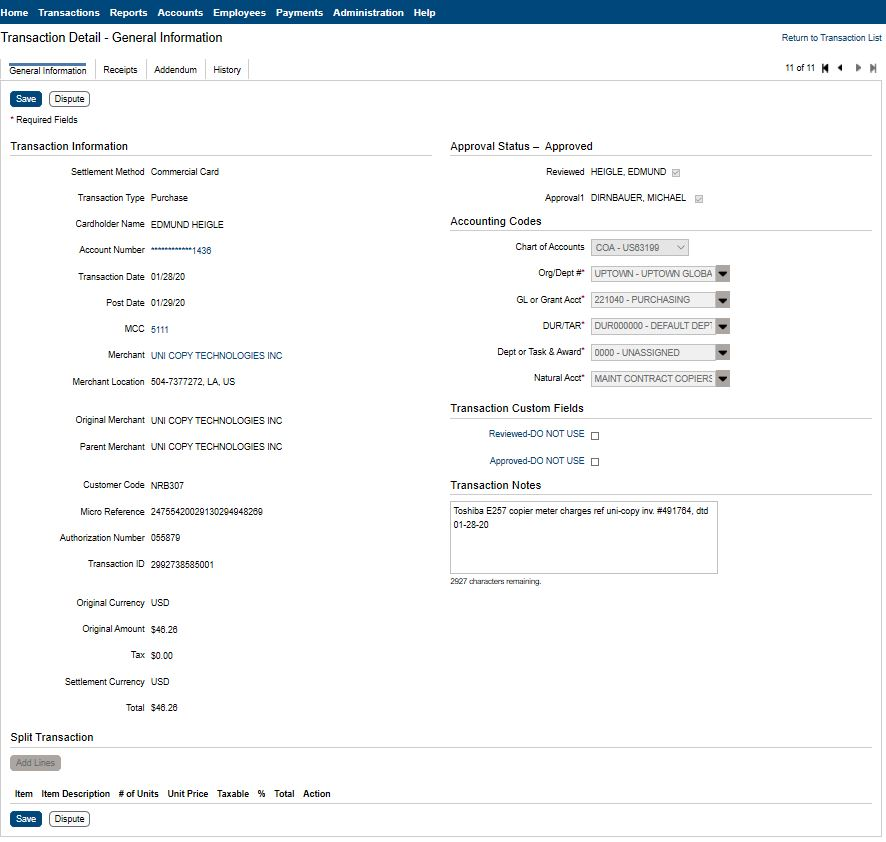 Home Transactions Reports Accounts Employees Payments Administration Help
Transaction Detail - General Information
Return to Transaction List
General Information Receipts Addendum History
11 of 11
Save Dispute
* Required Fields
Transaction Information
Settlement Method Commercial Card
Transaction Type Purchase
Cardholder Name EDMUND HEIGLE
Account Number ************1436
Transaction Date 01/28/20
Post Date 01/29/20
MCC 5111
Merchant UNI COPY TECHNOLOGIES INC
Merchant Location 504-7377272, LA, US
Original Merchant UNI COPY TECHNOLOGIES INC
Parent Merchant UNI COPY TECHNOLOGIES INC
Customer Code NRB307
Micro Reference 24755420029130294948269
Authorization Number 055879
Transaction ID 2992738585001
Original Currency USD
Original Amount $46.26
Tax $0.00
Settlement Currency USD
Total $46.26
Approval Status – Approved
Reviewed HEIGLE, EDMUND
Approval1 DIRNBAUER, MICHAEL
Accounting Codes
Chart of Accounts COA - US63199
Org/Dept #* UPTOWN - UPTOWN GLOBA
GL or Grant Acct* 221040 - PURCHASING
DUR/TAR* DUR000000 - DEFAULT DEPT
Dept or Task & Award* 0000 - UNASSIGNED
Natural Acct* MAINT CONTRACT COPIERS
Transaction Custom Fields
Reviewed-DO NOT USE
Approved-DO NOT USE
Transaction Notes
Toshiba E257 copier meter charges ref uni-copy inv. #491764, dtd
01-28-20
2927 characters remaining.
Split Transaction
Add Lines
Item Item Description # of Units Unit Price Taxable % Total Action
Save Dispute